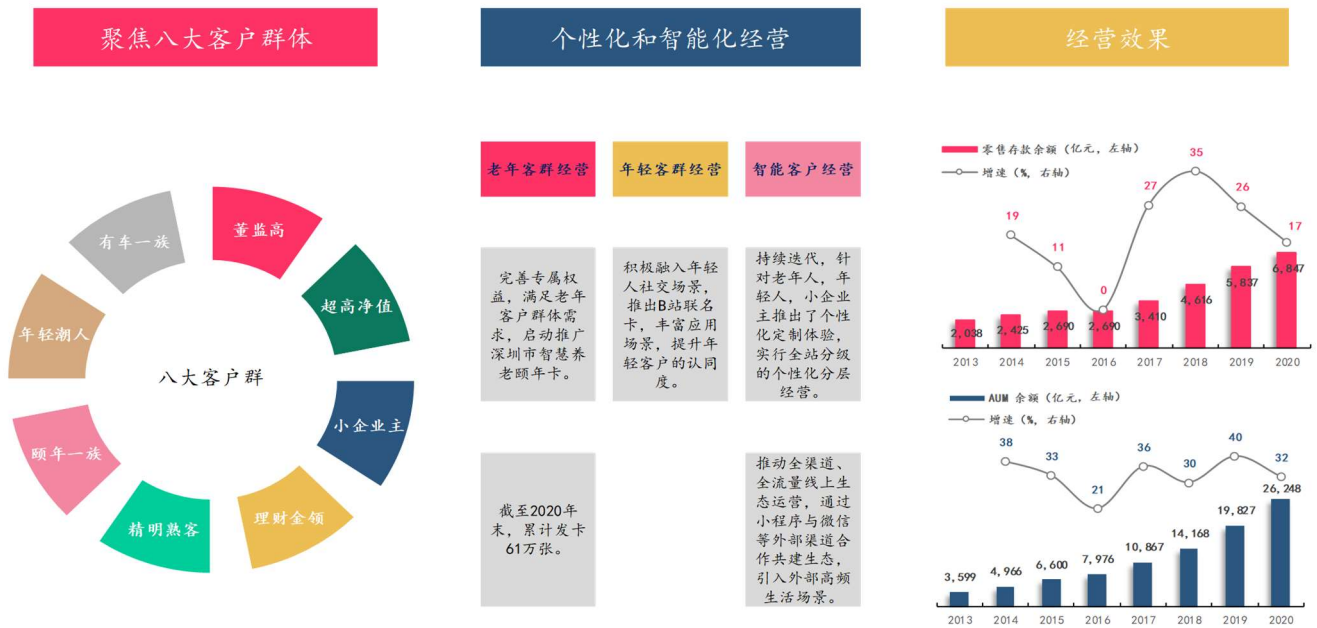 聚焦八大客户群体
个性化和智能化经营
经营效果
董监高
超高净值
小企业主
理财金领
精明熟客
颐年一族
年轻潮人
有车一族
八大客户群
老年客群经营
完善专属权
益，满足老年
客户群体需
求，启动推广
深圳市智慧养
老颐年卡。
截至2020年
末，累计发卡
61万张。
年轻客群经营
积极融入年轻
人社交场景，
推出B站联名
卡，丰富应用
场景，提升年
轻客户的认同
度。
智能客户经营
持续迭代，针
对老年人，年
轻人，小企业
主推出了个性
化定制体验，
实行全站分级
的个性化分层
经营。
推动全渠道、
全流量线上生
态运营，通过
小程序与微信
等外部渠道合
作共建生态，
引入外部高频
生活场景。
零售存款余额（亿元，左轴）
增速（%，右轴）
19 11 0 27 35 26 17
2,038 2,425 2,690 2,690 3,410 4,616 5,837 6,847
2013 2014 2015 2016 2017 2018 2019 2020
AUM 余额（亿元，左轴）
增速（%，右轴）
38 33 21 36 30 40 32
3,599 4,966 6,600 7,976 10,867 14,168 19,827 26,248
2013 2014 2015 2016 2017 2018 2019 2020